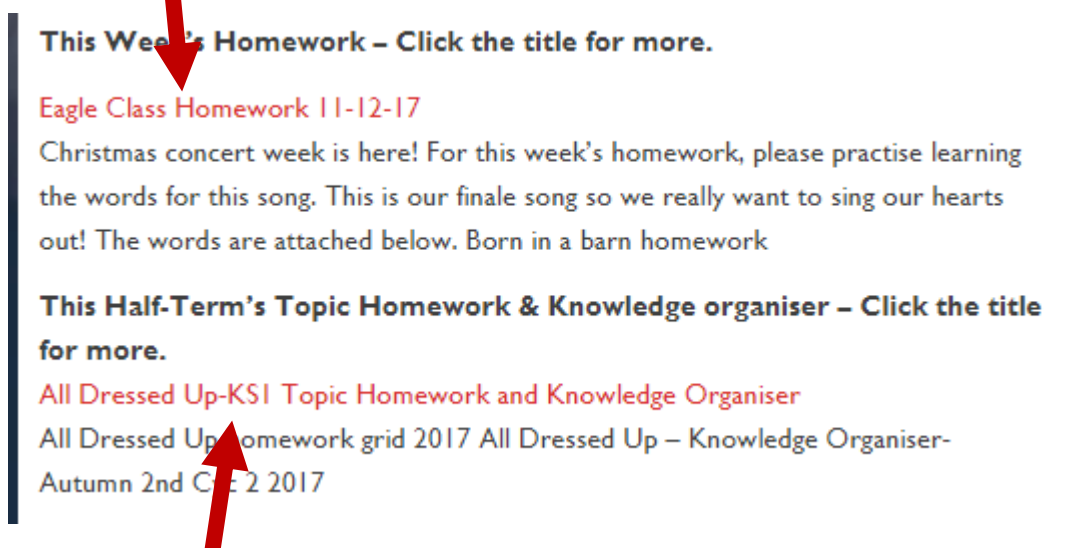 This Week's Homework – Click the title for more.
Eagle Class Homework 11-12-17
Christmas concert week is here! For this week's homework, please practise learning
the words for this song. This is our finale song so we really want to sing our hearts
out! The words are attached below. Born in a barn homework
This Half-Term's Topic Homework & Knowledge organiser – Click the title
for more.
All Dressed Up-KS1 Topic Homework and Knowledge Organiser
All Dressed Up homework grid 2017 All Dressed Up – Knowledge Organiser-
Autumn 2nd 2 2017